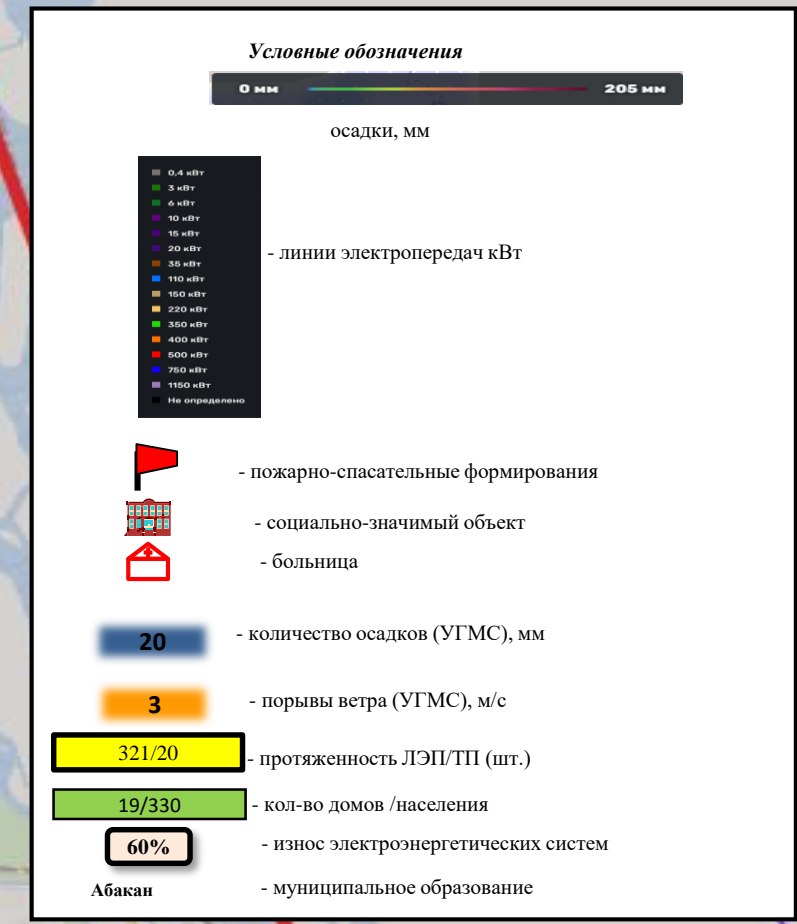 Условные обозначения
0 мм 205 мм
осадки, мм
0,4 кВт
3 кВт
6 кВт
10 кВт
15 кВт
20 кВт
35 кВт
110 кВт
150 кВт
220 кВт
350 кВт
400 кВт
500 кВт
750 кВт
1150 кВт
Не определено
- линии электропередач кВт
- пожарно-спасательные формирования
- социально-значимый объект
- больница
20 - количество осадков (УГМС), мм
3 - порывы ветра (УГМС), м/с
321/20 - протяженность ЛЭП/ТП (шт.)
19/330 - кол-во домов /населения
60% - износ электроэнергетических систем
Абакан - муниципальное образование